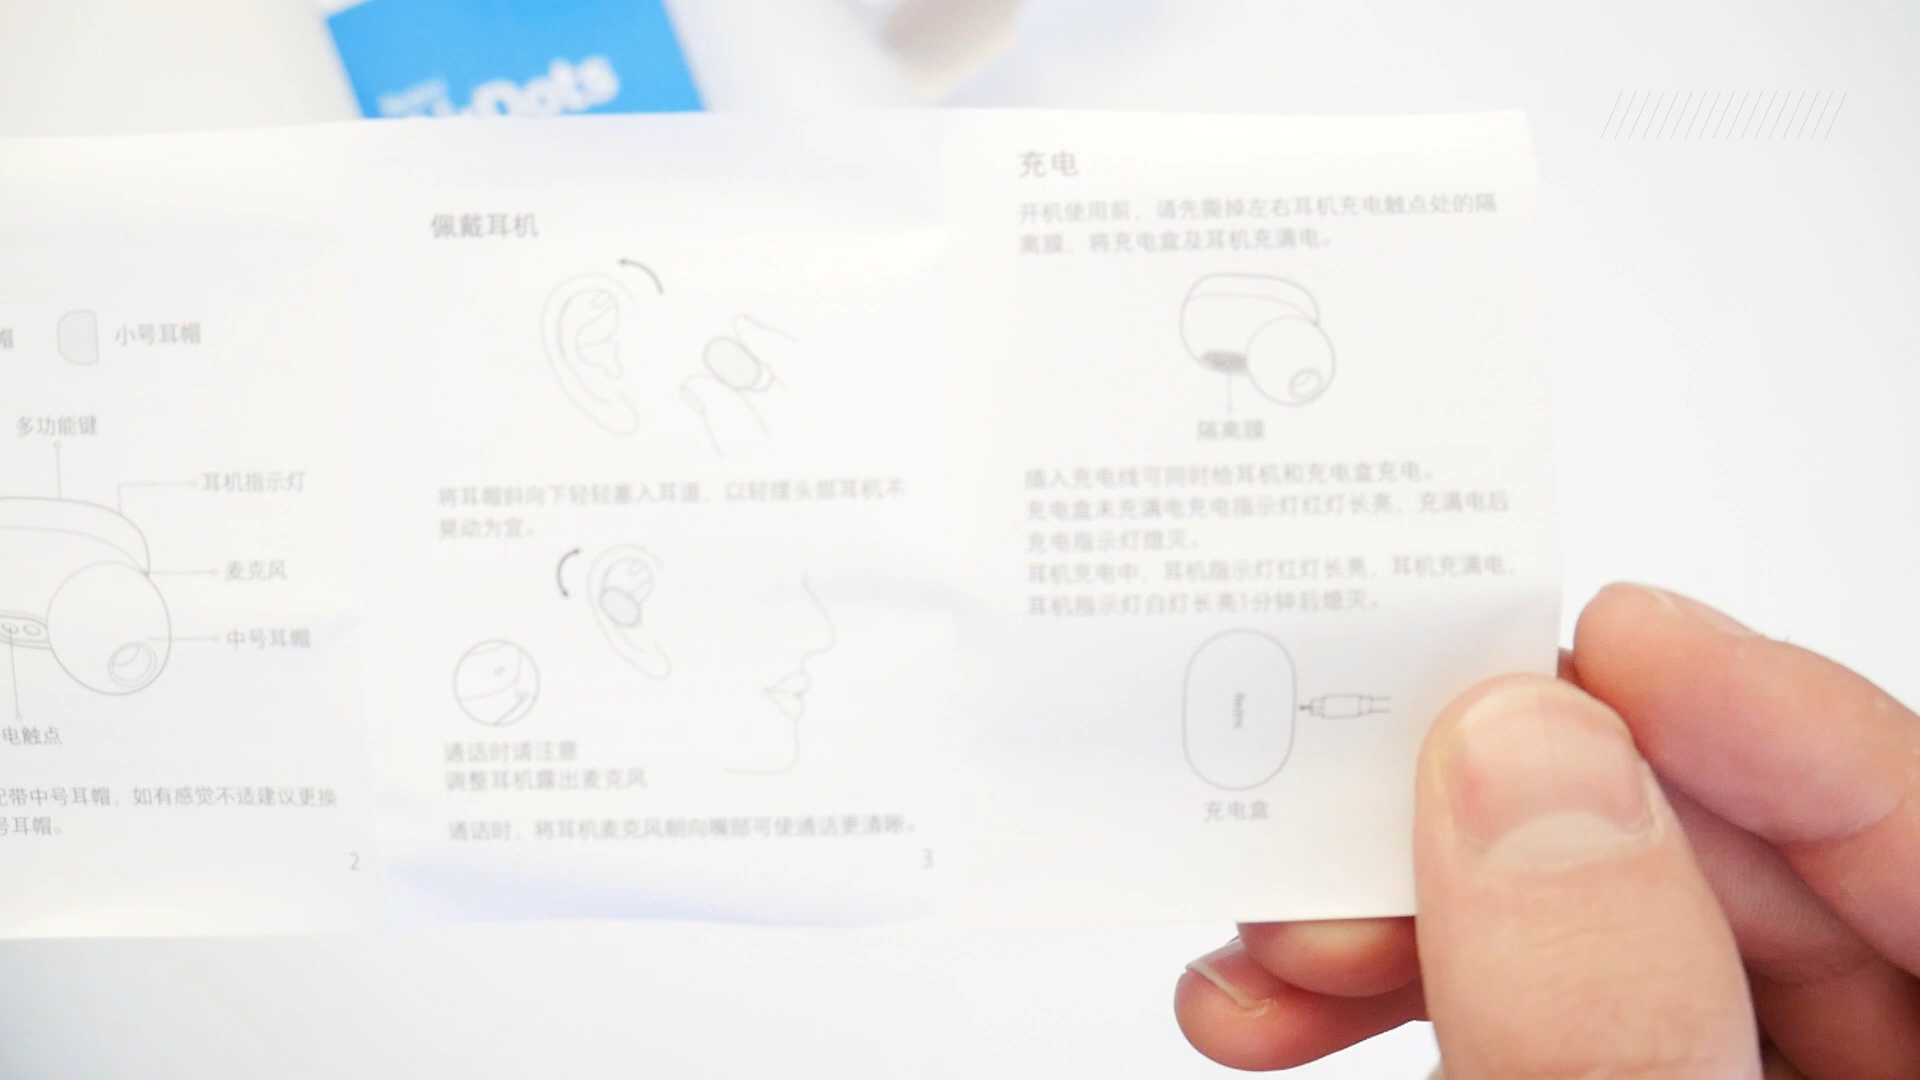 Dots
帽
小号耳帽
多功能键
耳机指示灯
麦克风
中号耳帽
电触点
带中号耳帽，如有感觉不适建议更换
号耳帽。
2
佩戴耳机
将耳帽斜向下轻轻塞入耳道，以轻摆头部耳机不
晃动为宜。
通话时请注意
调整耳机露出麦克风
通话时，将耳机麦克风朝向嘴部可使通话更清晰。
3
充电
开机使用前，请先撕掉左右耳机充电触点处的隔
离膜，将充电盒及耳机充满电。
隔离膜
插入充电线可同时给耳机和充电盒充电。
充电盒未充满电充电指示灯红灯长亮，充满电后
充电指示灯熄灭。
耳机充电中，耳机指示灯红灯长亮，耳机充满电，
耳机指示灯白灯长亮1分钟后熄灭。
Redmi
充电盒